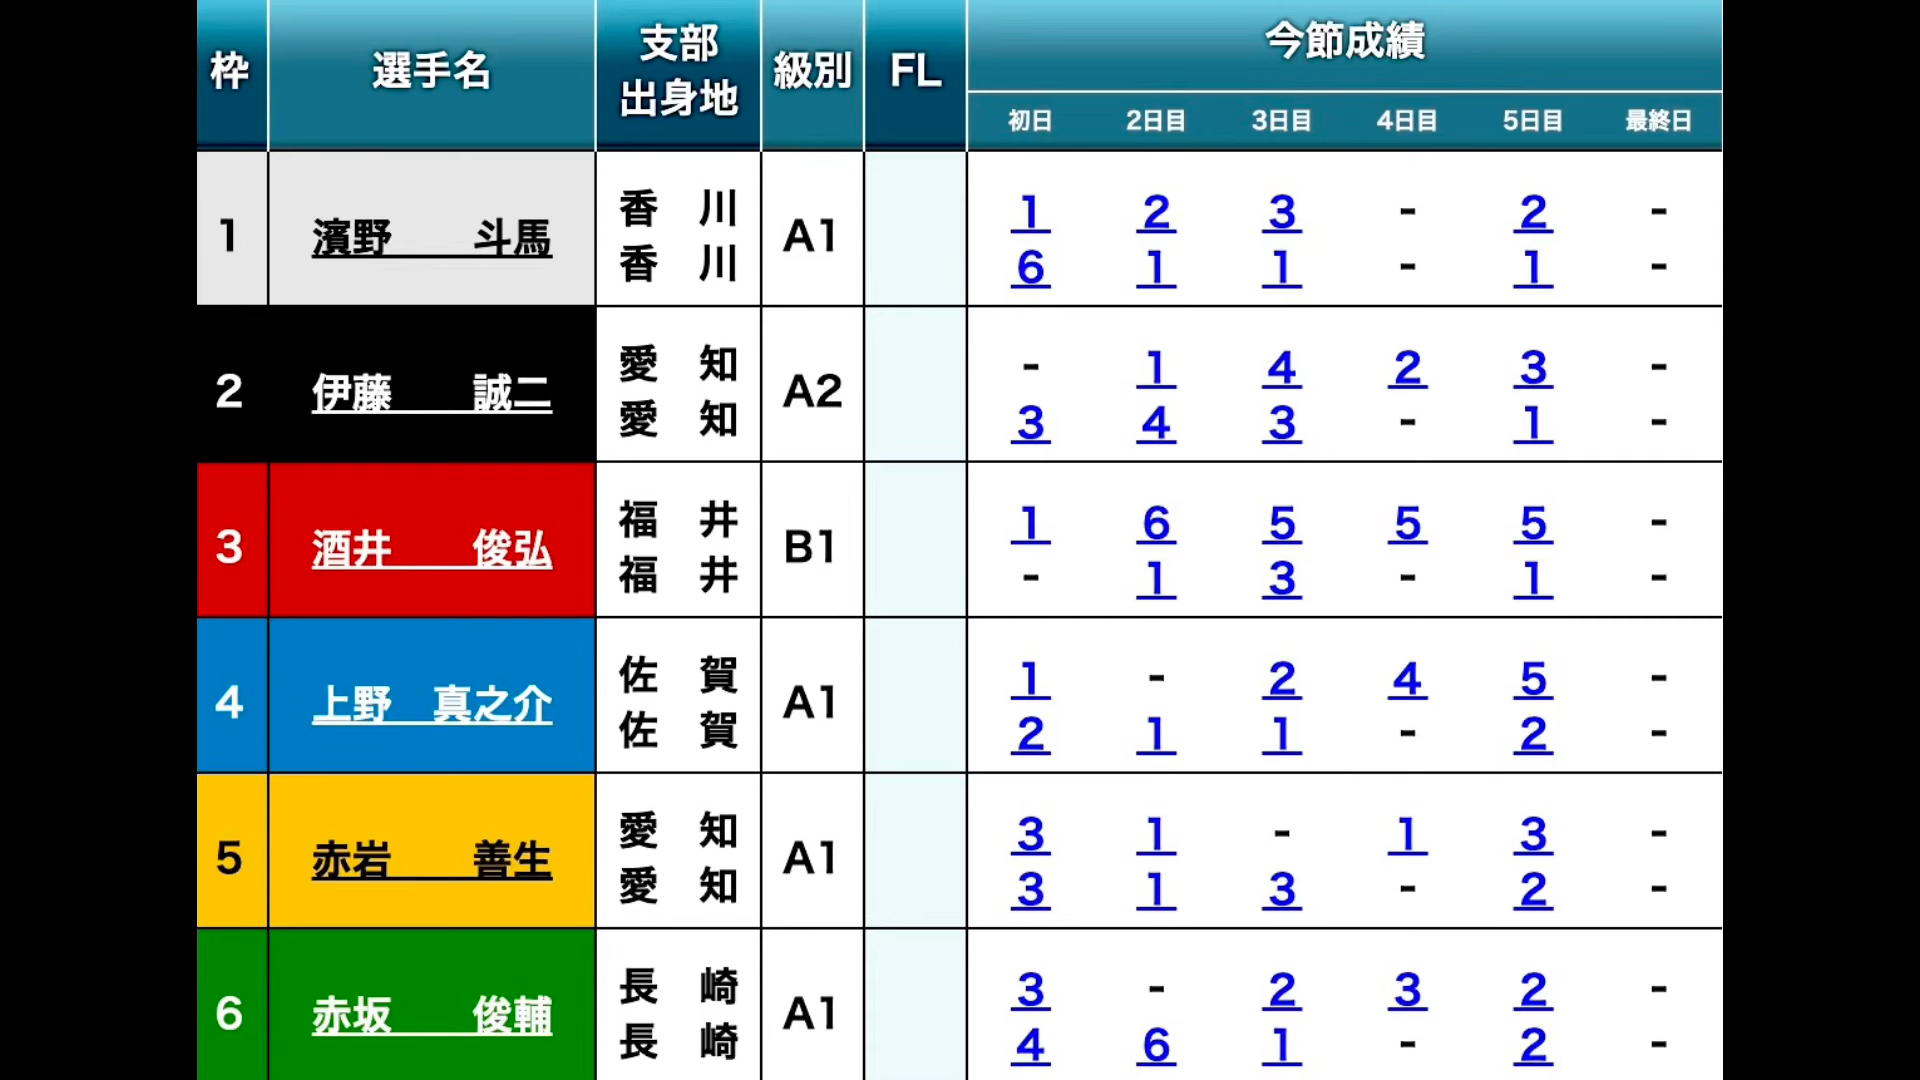 枠 選手名 支部 出身地 級別 FL 今節成績
初日 2日目 3日目 4日目 5日目 最終日
1 濱野 斗馬 香川 A1 1 2 3 - 2 -
香川 6 1 1 - 1 -
2 伊藤 誠二 愛知 A2 - 1 4 2 3 -
愛知 3 4 3 - 1 -
3 酒井 俊弘 福井 B1 1 6 5 5 5 -
福井 - 1 3 - 1 -
4 上野 真之介 佐賀 A1 1 - 2 4 5 -
佐賀 2 1 1 - 2 -
5 赤岩 善生 愛知 A1 3 1 - 1 3 -
愛知 3 1 3 - 2 -
6 赤坂 俊輔 長崎 A1 3 - 2 3 2 -
長崎 4 6 1 - 2 -